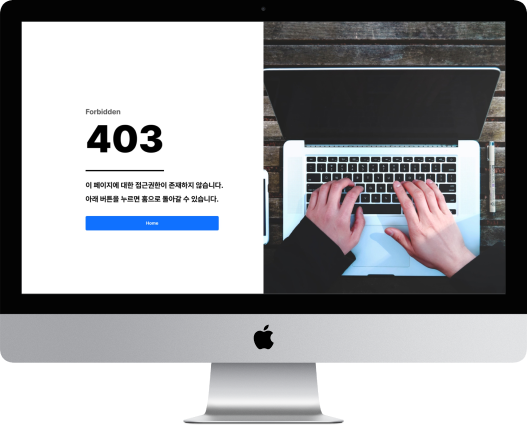 Forbidden
403
이 페이지에 대한 접근권한이 존재하지 않습니다.
아래 버튼을 누르면 홈으로 돌아갈 수 있습니다.
Home